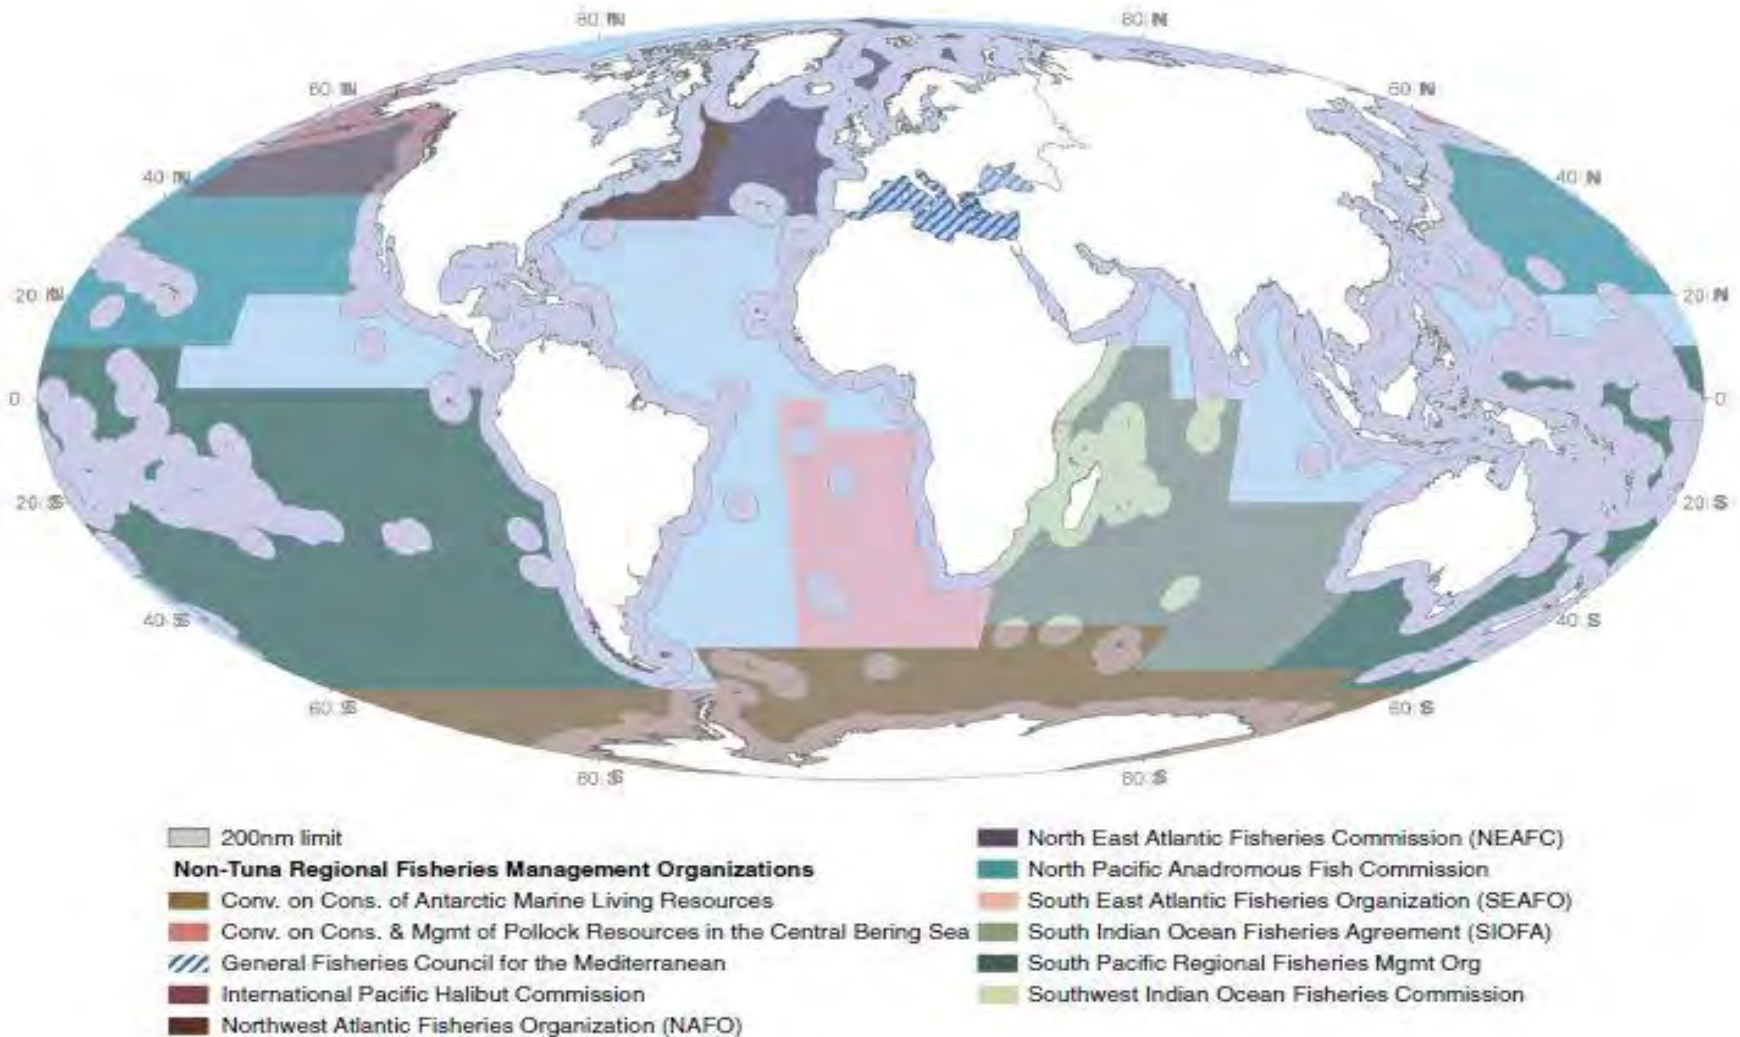 80 N 80 N
60 N 60 N
40 N 40 N
20 N 20 N
0 0
20 S 20 S
40 S 40 S
60 S 60 S
80 S 80 S
200nm limit
Non-Tuna Regional Fisheries Management Organizations
Conv. on Cons. of Antarctic Marine Living Resources
Conv. on Cons. & Mgmt of Pollock Resources in the Central Bering Sea
General Fisheries Council for the Mediterranean
International Pacific Halibut Commission
Northwest Atlantic Fisheries Organization (NAFO)
North East Atlantic Fisheries Commission (NEAFC)
North Pacific Anadromous Fish Commission
South East Atlantic Fisheries Organization (SEAFO)
South Indian Ocean Fisheries Agreement (SIOFA)
South Pacific Regional Fisheries Mgmt Org
Southwest Indian Ocean Fisheries Commission